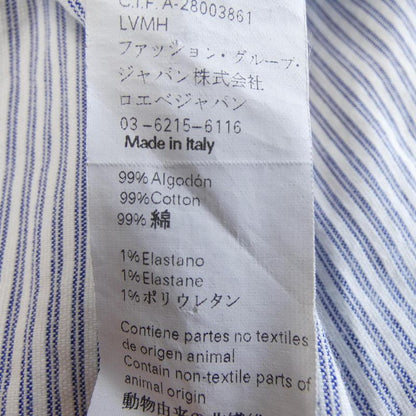 C.I.F. A-28003861
LVMH
ファッション・グループ・
ジャパン株式会社
ロエベジャパン
03-6215-6116
Made in Italy
99% Algodón
99% Cotton
99% 綿
1% Elastano
1% Elastane
1% ポリウレタン
Contiene partes no textiles
de origen animal
Contain non-textile parts of
animal origin
動物由来の非繊維